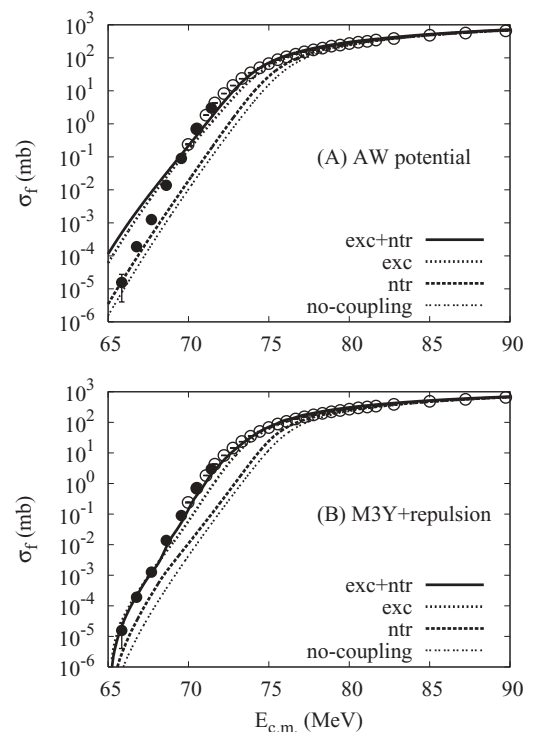 10³
10²
10¹
10⁰
10⁻¹
10⁻²
10⁻³
10⁻⁴
10⁻⁵
10⁻⁶
σf (mb)
(A) AW potential
exc+ntr
exc
ntr
no-coupling
65 70 75 80 85 90
10³
10²
10¹
10⁰
10⁻¹
10⁻²
10⁻³
10⁻⁴
10⁻⁵
10⁻⁶
σf (mb)
(B) M3Y+repulsion
exc+ntr
exc
ntr
no-coupling
65 70 75 80 85 90
Ec.m. (MeV)